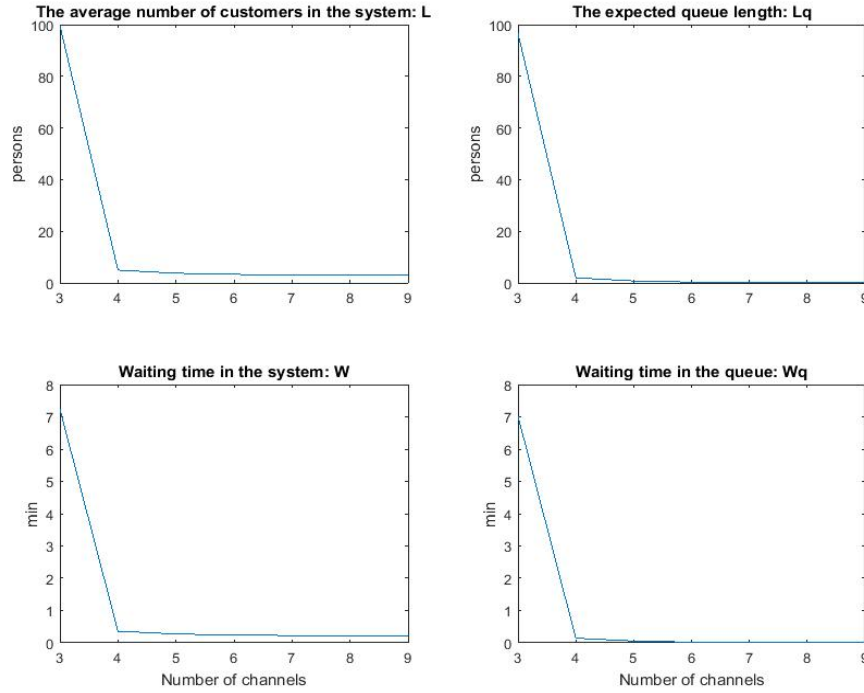 The average number of customers in the system: L
100
80
60
40
20
0
persons
3 4 5 6 7 8 9
The expected queue length: Lq
100
80
60
40
20
0
persons
3 4 5 6 7 8 9
Waiting time in the system: W
8
7
6
5
4
3
2
1
0
min
3 4 5 6 7 8 9
Number of channels
Waiting time in the queue: Wq
8
7
6
5
4
3
2
1
0
min
3 4 5 6 7 8 9
Number of channels